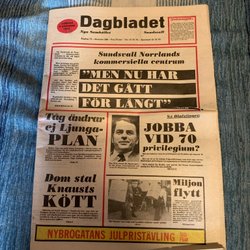 Dagbladet
Nya Samhället
Sundsvall
Sundsvall Norrlands
kommersiella centrum
"MEN NU HAR
DET GÅTT
FÖR LÅNGT"
Tåg ändrar
ej Ljunga-
PLAN
JOBBA
VID 70
privilegium?
Dom stal
Knausts
KÖTT
Miljon
flytt
NYBROGATANS JULPRISTÄVLING